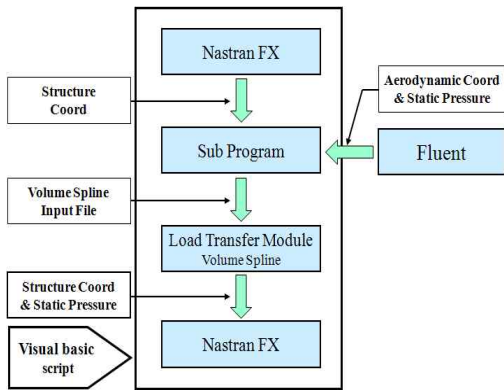 Nastran FX
Structure
Coord
Aerodynamic Coord
& Static Pressure
Sub Program
Fluent
Volume Spline
Input File
Load Transfer Module
Volume Spline
Structure Coord
& Static Pressure
Nastran FX
Visual basic
script